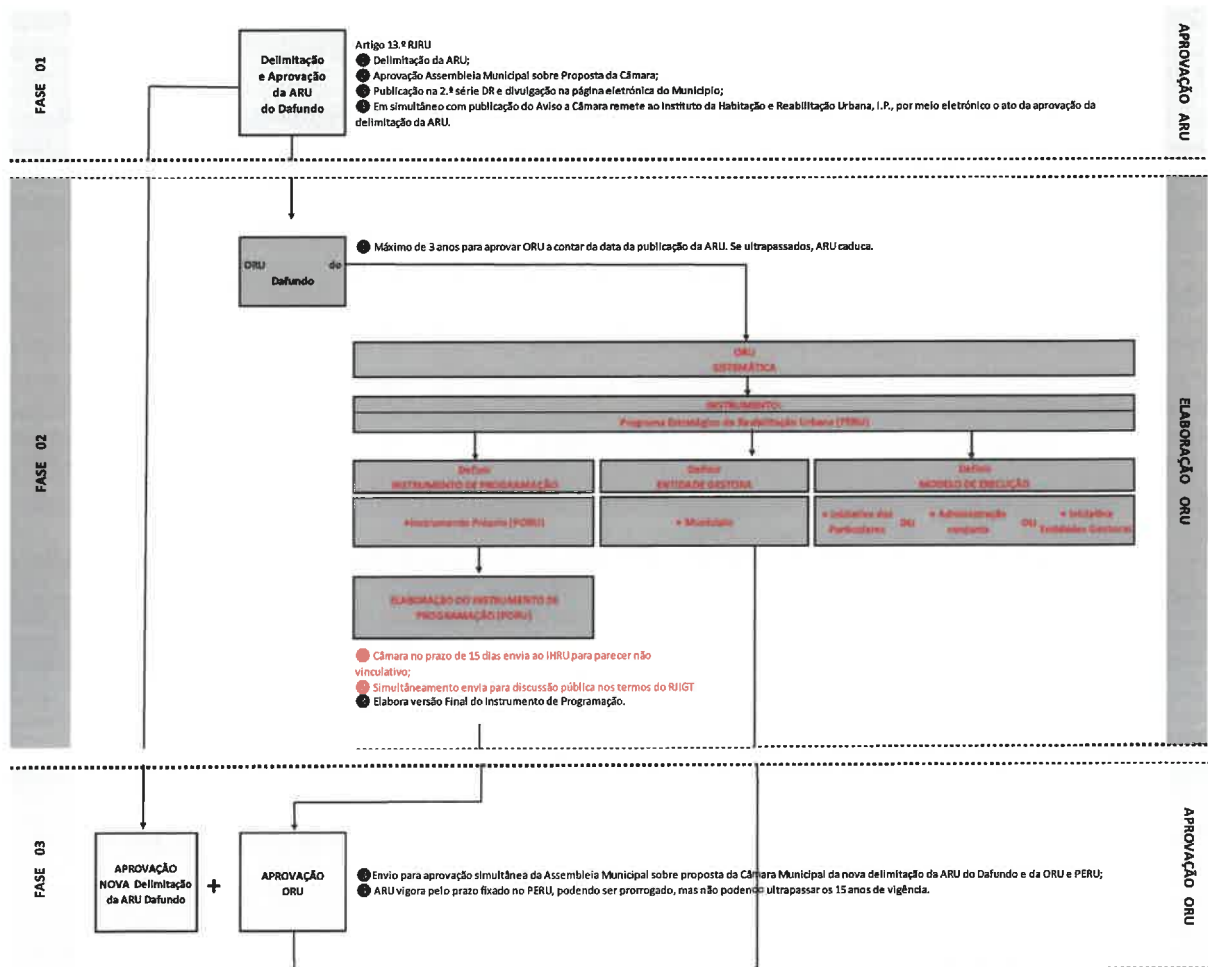 FASE 01
Delimitação
e Aprovação
da ARU
do Dafundo
Artigo 13.º RJRU
Delimitação da ARU;
Aprovação Assembleia Municipal sobre Proposta da Câmara;
Publicação na 2.ª série DR e divulgação na página eletrónica do Município;
Em simultâneo com publicação do Aviso a Câmara remete ao Instituto da Habitação e Reabilitação Urbana, I.P., por meio eletrónico o ato da aprovação da
delimitação da ARU.
APROVAÇÃO ARU
FASE 02
ORU do
Dafundo
Máximo de 3 anos para aprovar ORU a contar da data da publicação da ARU. Se ultrapassados, ARU caduca.
ORU
SISTEMÁTICA
INSTRUMENTO:
Programa Estratégico de Reabilitação Urbana (PERU)
Definir
INSTRUMENTO DE PROGRAMAÇÃO
Definir
ENTIDADE GESTORA
Definir
MODELO DE EXECUÇÃO
+Instrumento Próprio (PORU)
+ Município
+ Iniciativa dos
Particulares
OU
+ Administração
conjunta
OU
+ Iniciativa
Entidades Gestoras
ELABORAÇÃO DO INSTRUMENTO DE
PROGRAMAÇÃO (PORU)
Câmara no prazo de 15 dias envia ao IHRU para parecer não
vinculativo;
Simultâneamento envia para discussão pública nos termos do RJIGT
Elabora versão Final do Instrumento de Programação.
ELABORAÇÃO ORU
FASE 03
APROVAÇÃO
NOVA Delimitação
da ARU Dafundo
+
APROVAÇÃO
ORU
Envio para aprovação simultânea da Assembleia Municipal sobre proposta da Câmara Municipal da nova delimitação da ARU do Dafundo e da ORU e PERU;
ARU vigora pelo prazo fixado no PERU, podendo ser prorrogado, mas não podendo ultrapassar os 15 anos de vigência.
APROVAÇÃO ORU